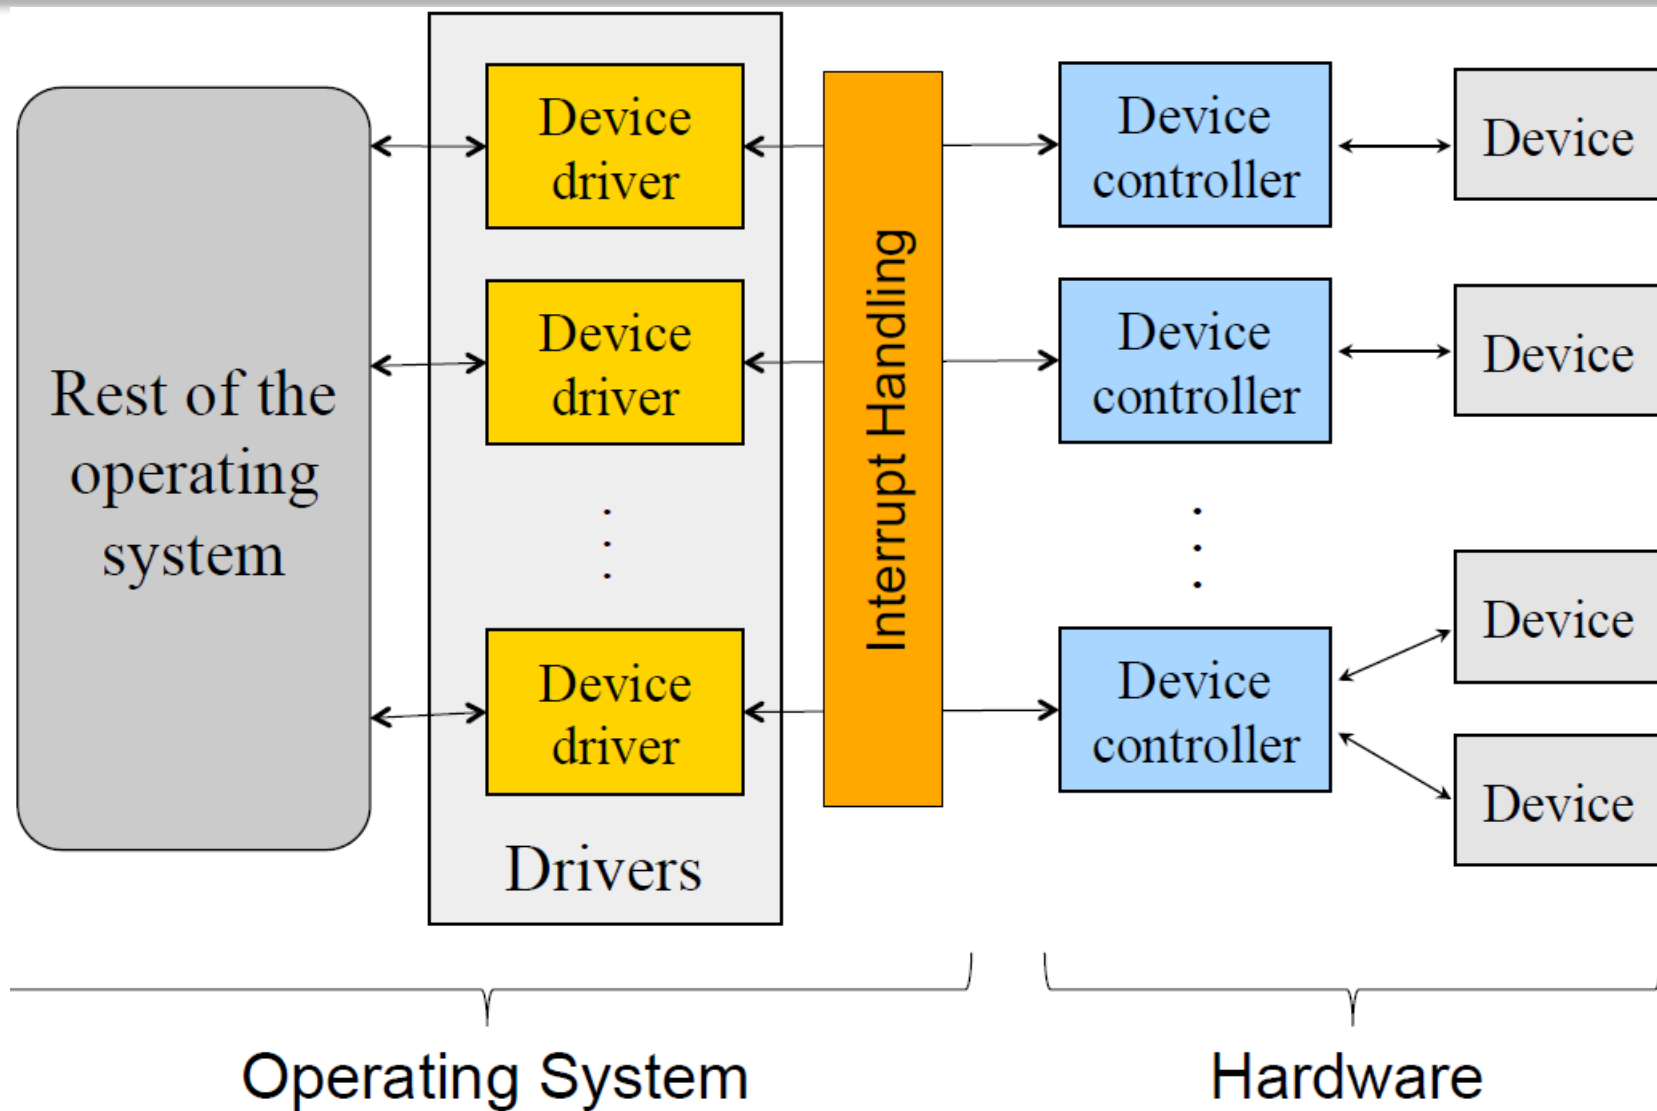 Rest of the
operating
system
Device
driver
Device
driver
.
.
.
Device
driver
Drivers
Interrupt Handling
Device
controller
Device
controller
.
.
.
Device
controller
Device
Device
Device
Device
Operating System
Hardware